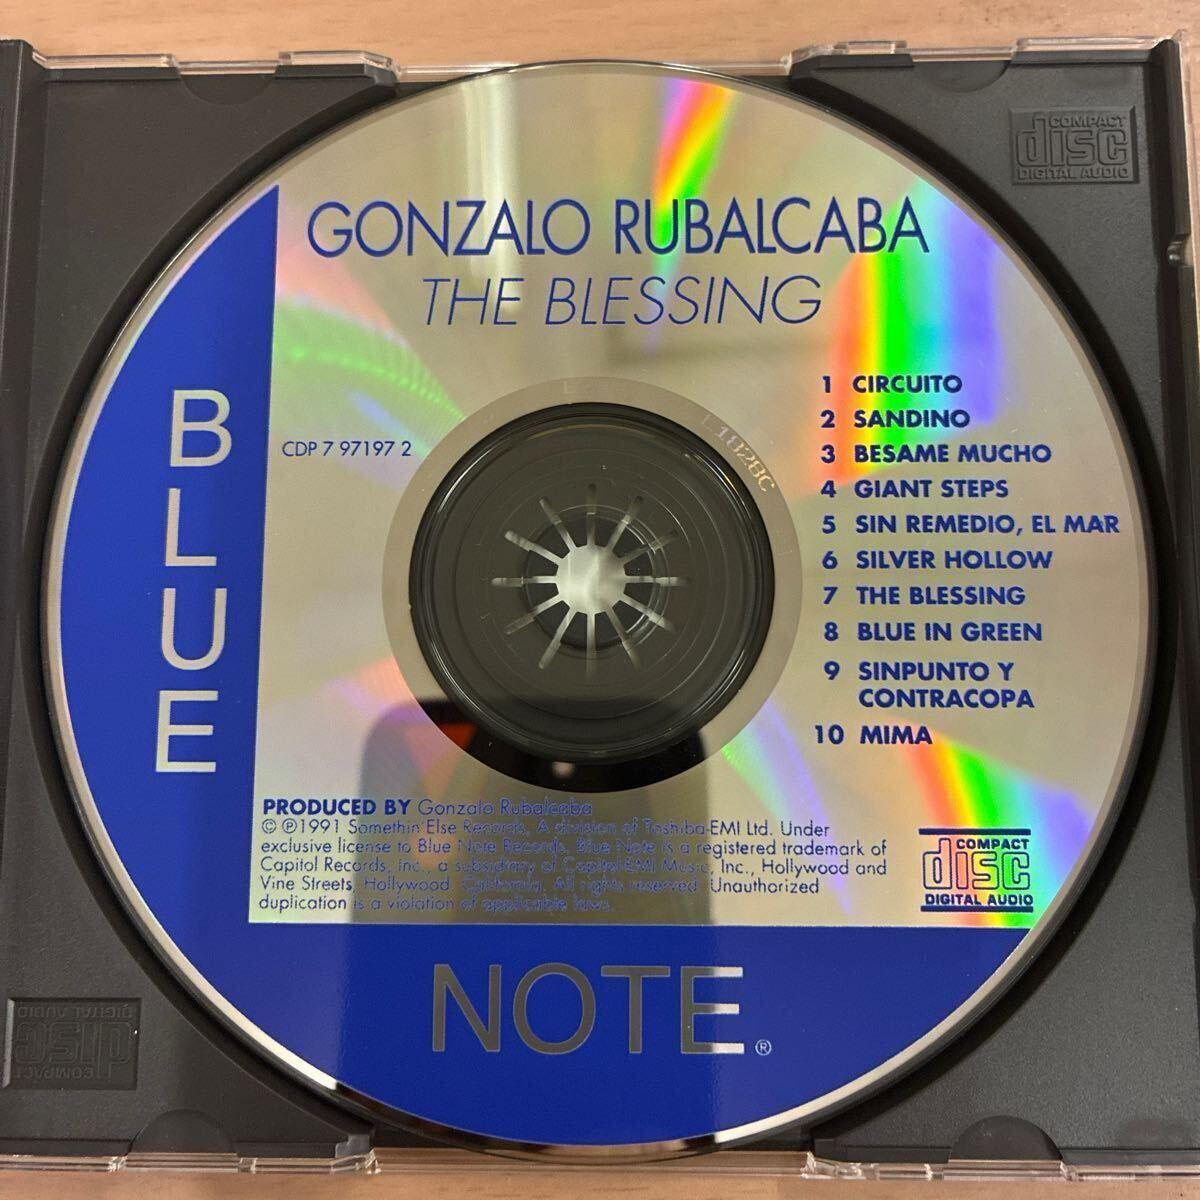 GONZALO RUBALCABA
THE BLESSING
BLUE
CDP 7 97197 2
L1828C
1 CIRCUITO
2 SANDINO
3 BESAME MUCHO
4 GIANT STEPS
5 SIN REMEDIO, EL MAR
6 SILVER HOLLOW
7 THE BLESSING
8 BLUE IN GREEN
9 SINPUNTO Y
CONTRACOPA
10 MIMA
PRODUCED BY Gonzalo Rubalcaba
© ℗1991 Somethin'Else Records, A division of Toshiba-EMI Ltd. Under
exclusive license to Blue Note Records. Blue Note is a registered trademark of
Capitol Records, Inc., a subsidiary of Capitol-EMI Music, Inc., Hollywood and
Vine Streets, Hollywood, California. All rights reserved. Unauthorized
duplication is a violation of applicable laws.
COMPACT
disc
DIGITAL AUDIO
NOTE®
COMPACT
disc
DIGITAL AUDIO
COMPACT
disc
DIGITAL AUDIO